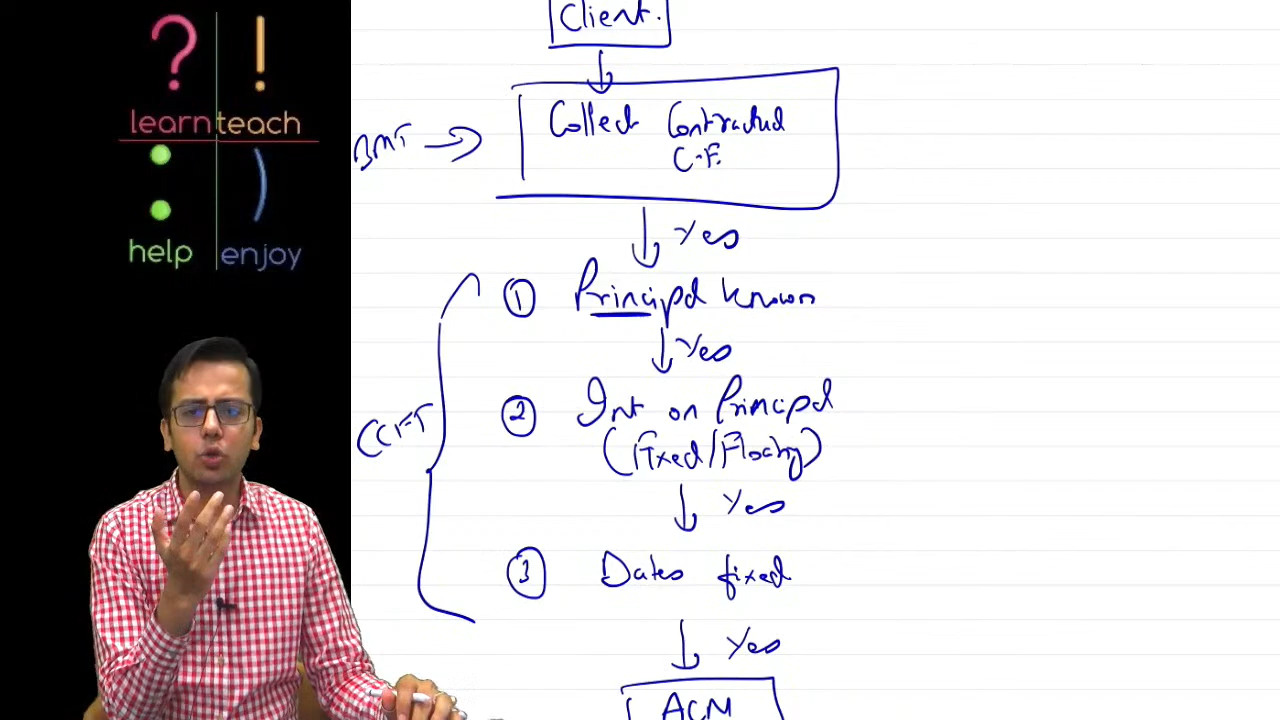 ? !
learn teach
: )
help enjoy
Client.
BMT → Collect Contracted
C.F.
Yes
① Principal known
Yes
② Int on Principal
(Fixed/Floating)
CCFT
Yes
③ Dates fixed
Yes
ACM